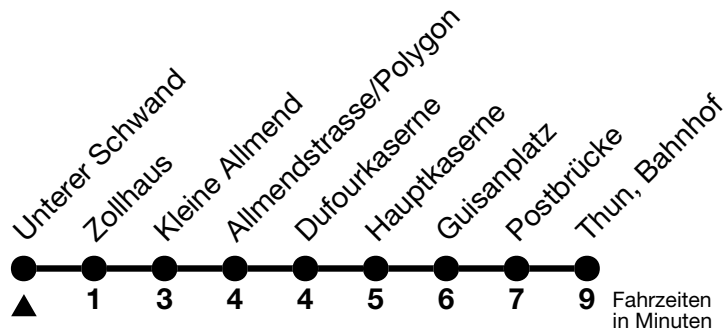 Unterer Schwand
Zollhaus
Kleine Allmend
Allmendstrasse/Polygon
Dufourkaserne
Hauptkaserne
Guisanplatz
Postbrücke
Thun, Bahnhof
1 3 4 4 5 6 7 9 Fahrzeiten
in Minuten